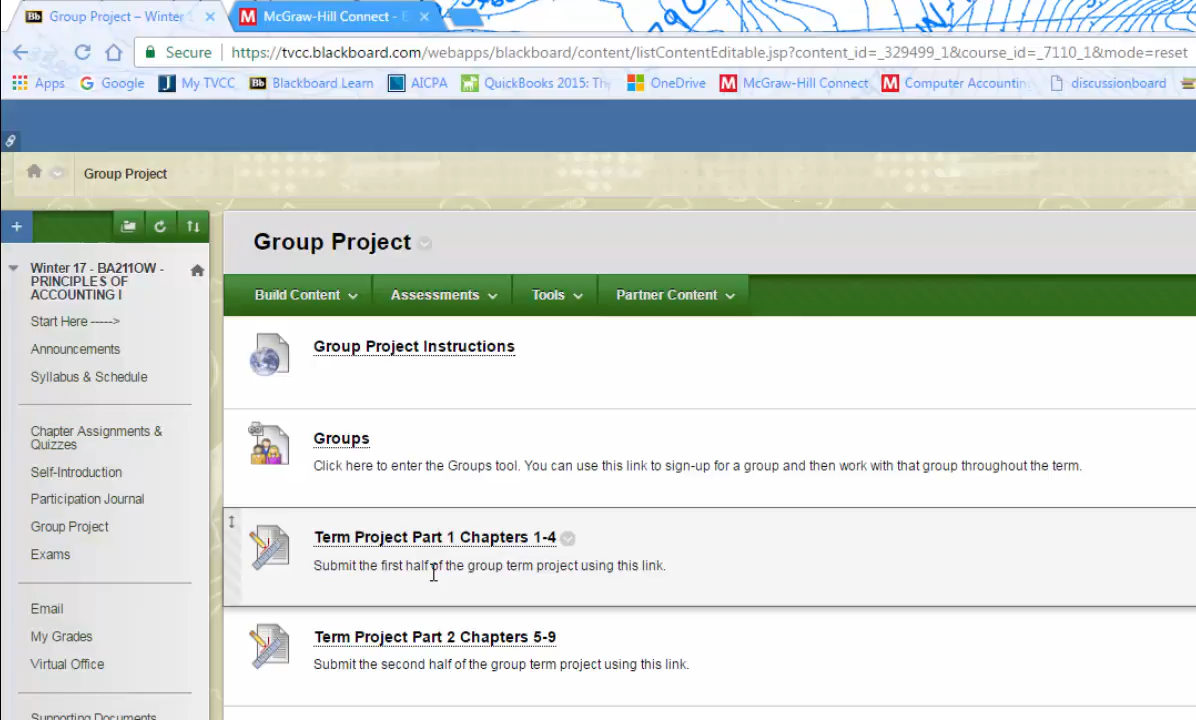 Bb Group Project – Winter 1
M McGraw-Hill Connect - E
Secure https://tvcc.blackboard.com/webapps/blackboard/content/listContentEditable.jsp?content_id=_329499_1&course_id=_7110_1&mode=reset
Apps G Google J My TVCC Bb Blackboard Learn AICPA QuickBooks 2015: Th OneDrive M McGraw-Hill Connect M Computer Accountin discussionboard
Group Project
Group Project
Build Content Assessments Tools Partner Content
Winter 17 - BA211OW -
PRINCIPLES OF
ACCOUNTING I
Start Here ----->
Announcements
Syllabus & Schedule
Chapter Assignments &
Quizzes
Self-Introduction
Participation Journal
Group Project
Exams
Email
My Grades
Virtual Office
Supporting Documents
Group Project Instructions
Groups
Click here to enter the Groups tool. You can use this link to sign-up for a group and then work with that group throughout the term.
Term Project Part 1 Chapters 1-4
Submit the first half of the group term project using this link.
Term Project Part 2 Chapters 5-9
Submit the second half of the group term project using this link.